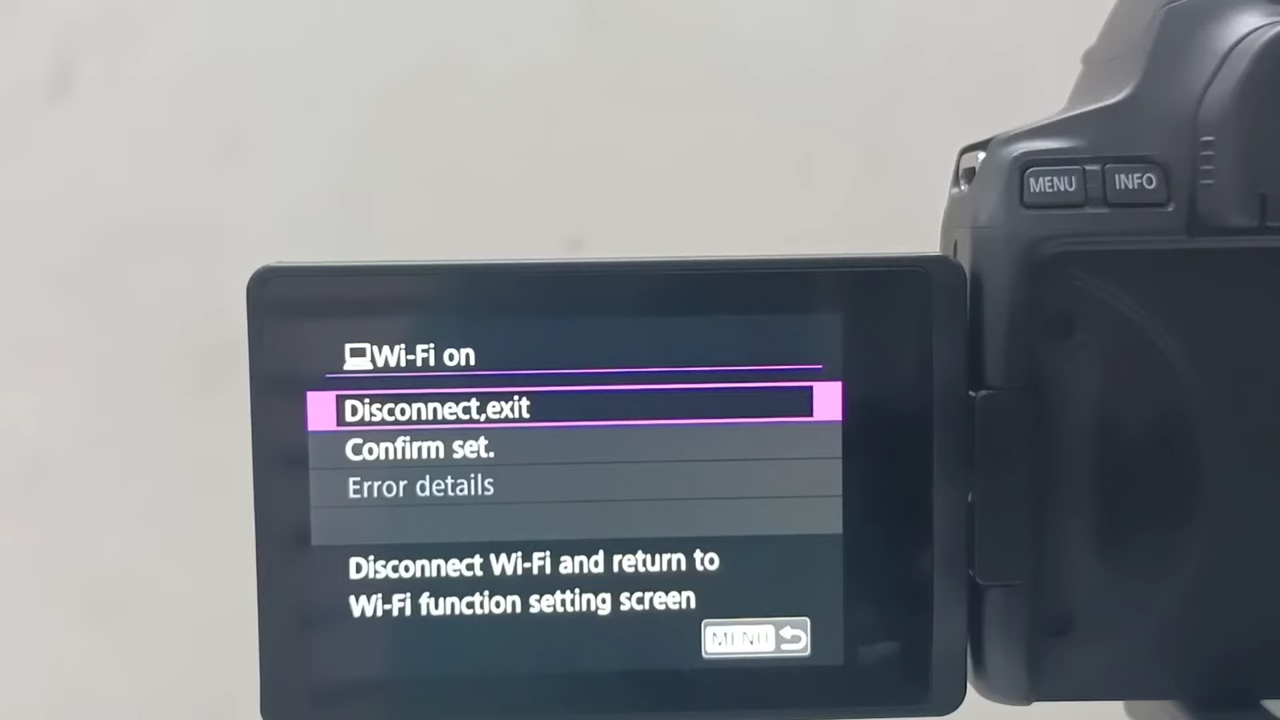 MENU INFO
Wi-Fi on
Disconnect,exit
Confirm set.
Error details
Disconnect Wi-Fi and return to
Wi-Fi function setting screen
MENU